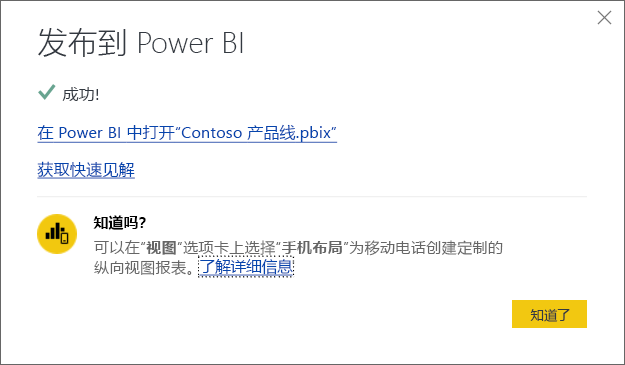 发布到 Power BI
成功!
在 Power BI 中打开“Contoso 产品线.pbix”
获取快速见解
知道吗?
可以在“视图”选项卡上选择“手机布局”为移动电话创建定制的
纵向视图报表。了解详细信息
知道了